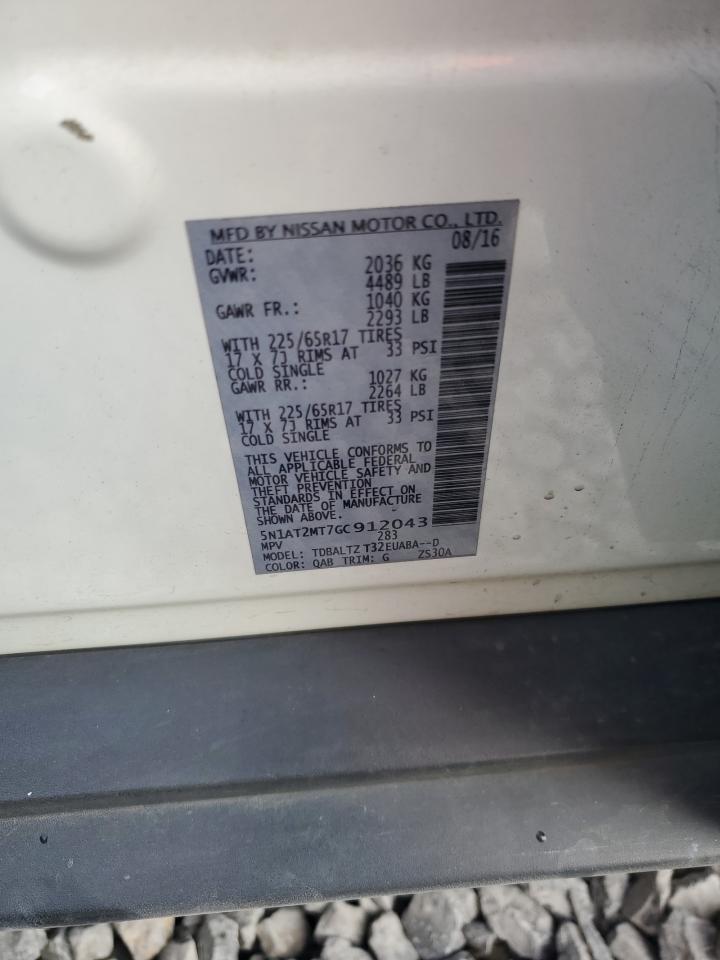 MFD BY NISSAN MOTOR CO., LTD.
DATE: 08/16
GVWR: 2036 KG
4489 LB
GAWR FR.: 1040 KG
2293 LB
WITH 225/65R17 TIRES
17 X 7J RIMS AT 33 PSI
COLD SINGLE
GAWR RR.: 1027 KG
2264 LB
WITH 225/65R17 TIRES
17 X 7J RIMS AT 33 PSI
COLD SINGLE
THIS VEHICLE CONFORMS TO
ALL APPLICABLE FEDERAL
MOTOR VEHICLE SAFETY AND
THEFT PREVENTION
STANDARDS IN EFFECT ON
THE DATE OF MANUFACTURE
SHOWN ABOVE.
5N1AT2MT7GC912043
MPV 283
MODEL: TDBALTZ T32EUABA--D
COLOR: QAB TRIM: G ZS30A